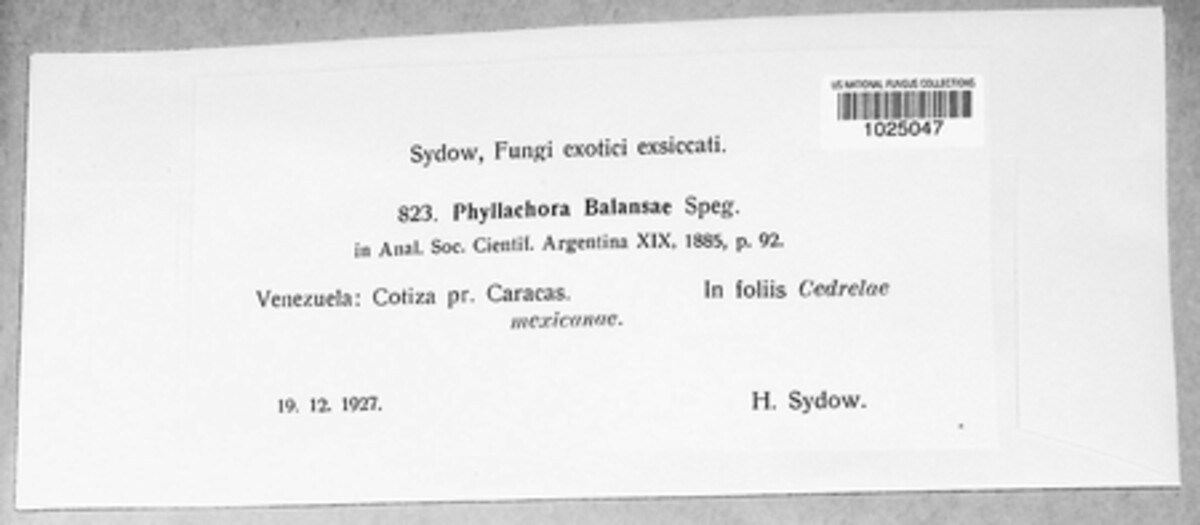 US NATIONAL FUNGUS COLLECTIONS
1025047
Sydow, Fungi exotici exsiccati.
823. Phyllachora Balansae Speg.
in Anal. Soc. Cientif. Argentina XIX, 1885, p. 92.
Venezuela: Cotiza pr. Caracas. In foliis Cedrelae
mexicanae.
19. 12. 1927. H. Sydow.